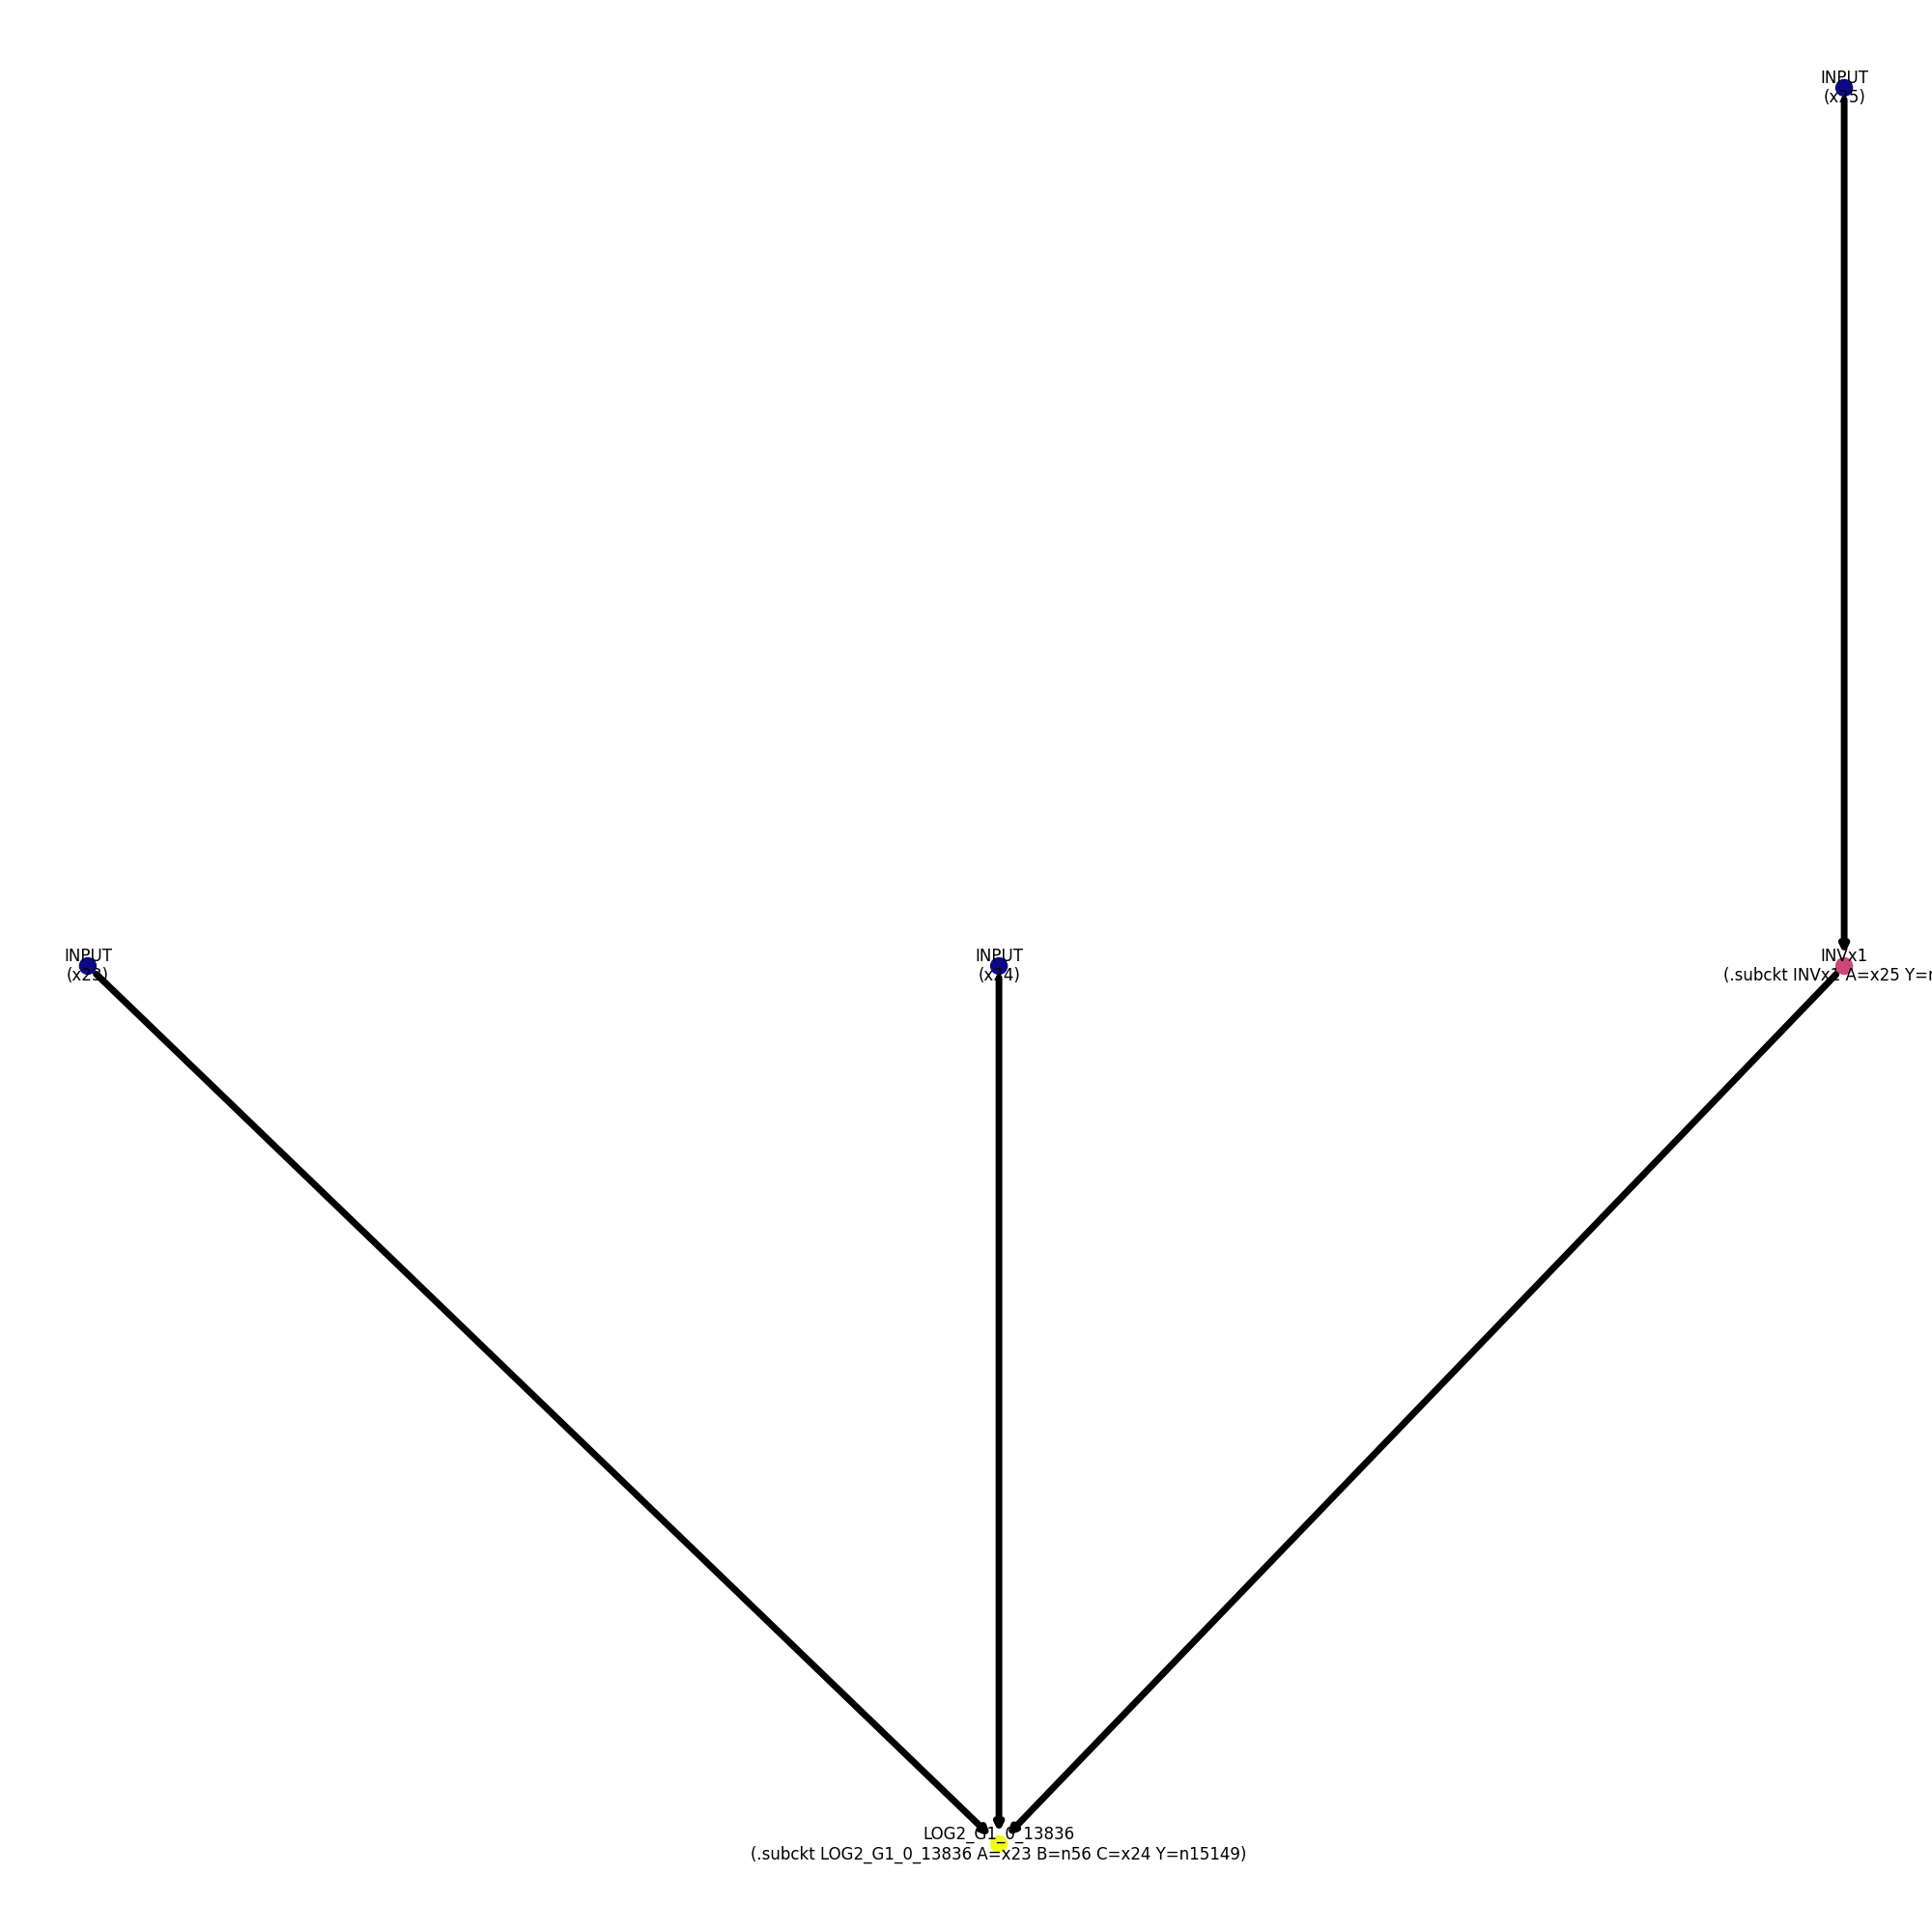 INPUT
(x25)
INPUT
(x23)
INPUT
(x24)
INVx1
(.subckt INVx1 A=x25 Y=
LOG2_G1_0_13836
(.subckt LOG2_G1_0_13836 A=x23 B=n56 C=x24 Y=n15149)